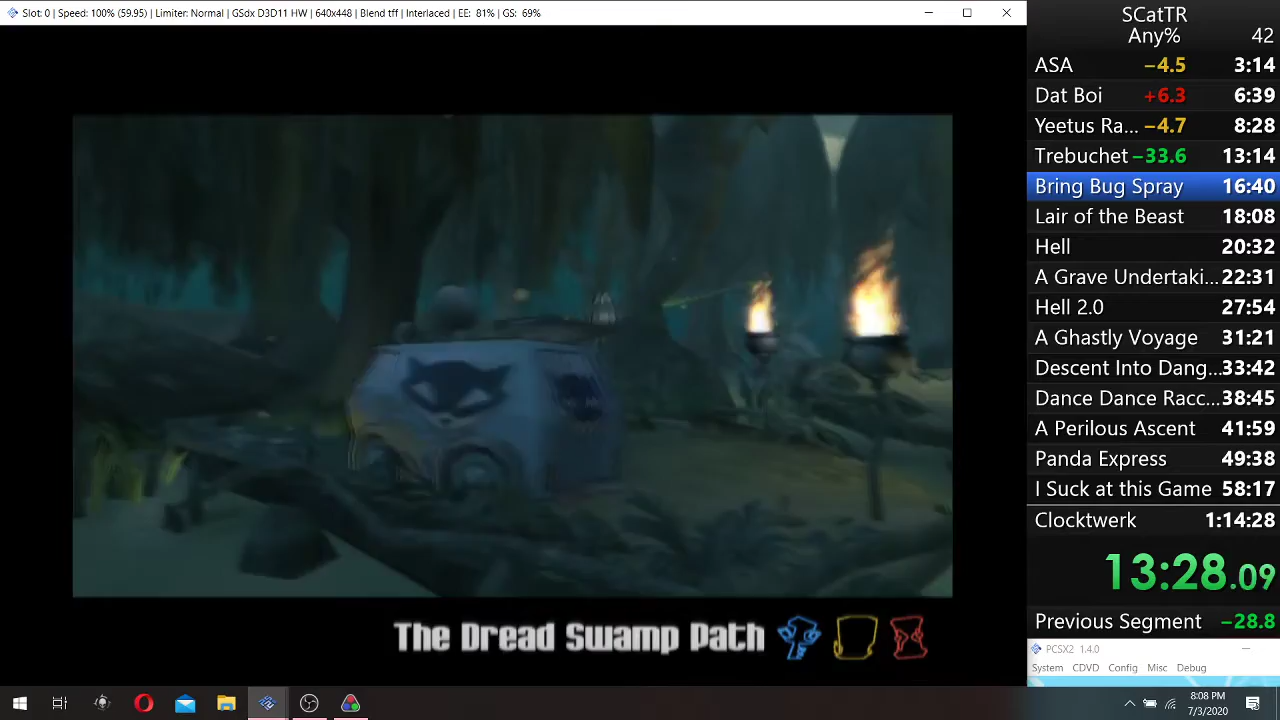 Slot: 0 | Speed: 100% (59.95) | Limiter: Normal | GSdx D3D11 HW | 640x448 | Blend tff | Interlaced | EE: 81% | GS: 69%
The Dread Swamp Path
SCatTR
Any% 42
ASA −4.5 3:14
Dat Boi +6.3 6:39
Yeetus Ra... −4.7 8:28
Trebuchet −33.6 13:14
Bring Bug Spray 16:40
Lair of the Beast 18:08
Hell 20:32
A Grave Undertaki... 22:31
Hell 2.0 27:54
A Ghastly Voyage 31:21
Descent Into Dang... 33:42
Dance Dance Racc... 38:45
A Perilous Ascent 41:59
Panda Express 49:38
I Suck at this Game 58:17
Clocktwerk 1:14:28
13:28.09
Previous Segment −28.8
PCSX2 1.4.0
System CDVD Config Misc Debug
8:08 PM
7/3/2020